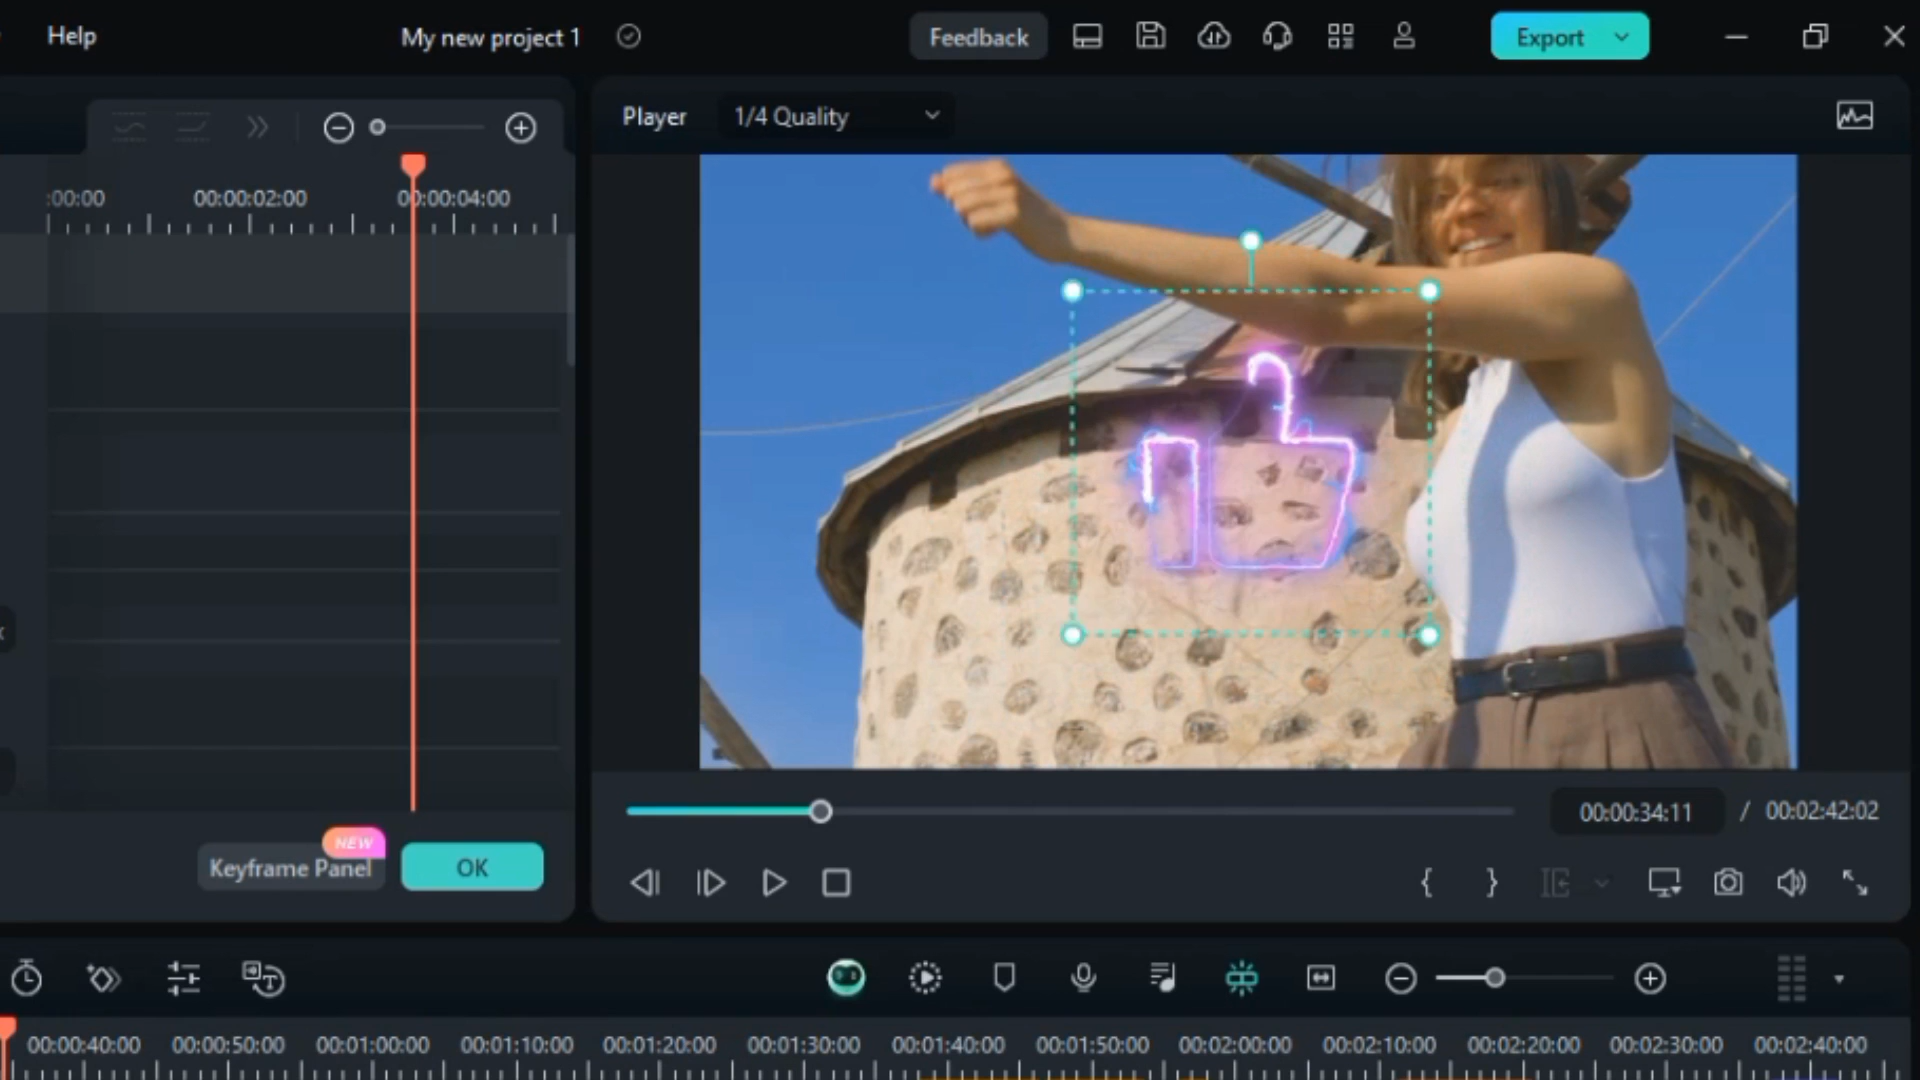 Help
My new project 1
Feedback
Export
Player
1/4 Quality
:00:00
00:00:02:00
00:00:04:00
NEW
Keyframe Panel
OK
00:00:34:11 / 00:02:42:02
00:00:40:00
00:00:50:00
00:01:00:00
00:01:10:00
00:01:20:00
00:01:30:00
00:01:40:00
00:01:50:00
00:02:00:00
00:02:10:00
00:02:20:00
00:02:30:00
00:02:40:00